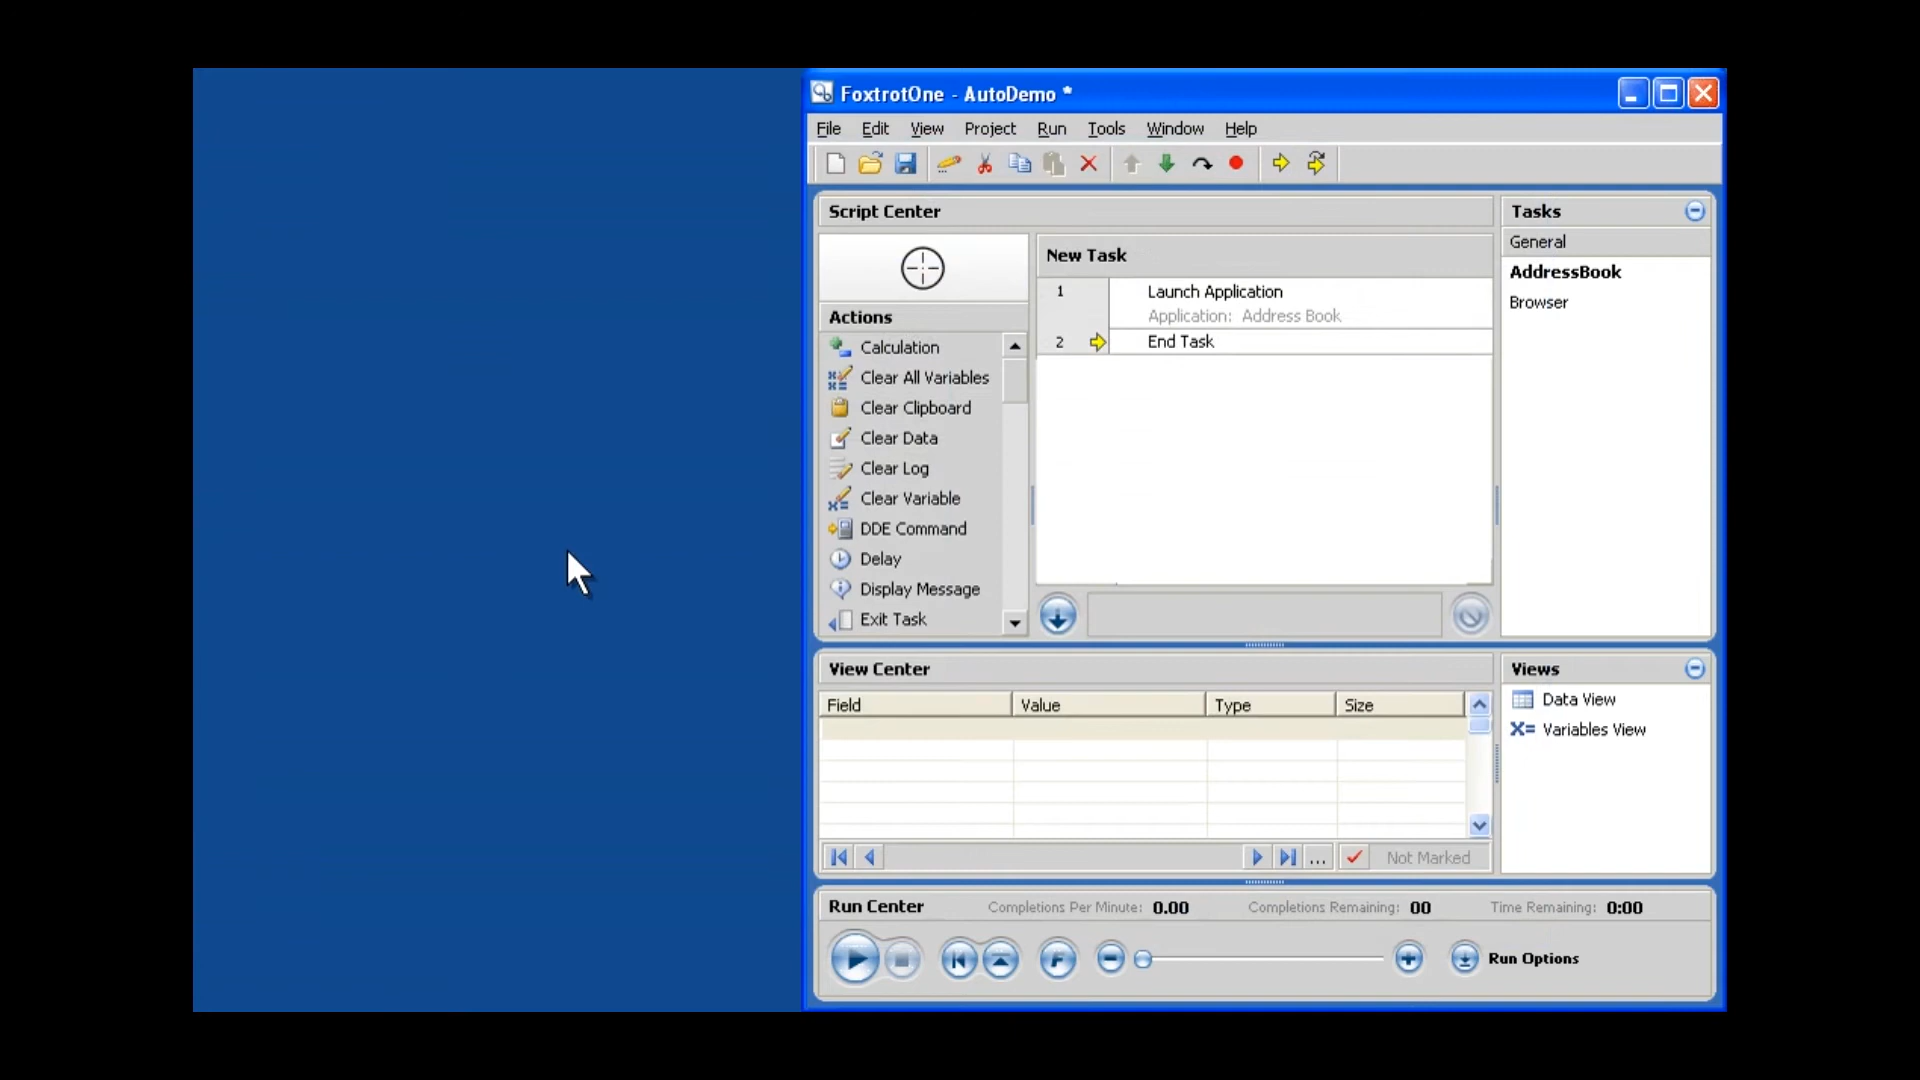 FoxtrotOne - AutoDemo *
File Edit View Project Run Tools Window Help
Script Center
Tasks
General
AddressBook
Browser
New Task
1 Launch Application
Application: Address Book
2 End Task
Actions
Calculation
Clear All Variables
Clear Clipboard
Clear Data
Clear Log
Clear Variable
DDE Command
Delay
Display Message
Exit Task
View Center
Field Value Type Size
Views
Data View
X= Variables View
... Not Marked
Run Center Completions Per Minute: 0.00 Completions Remaining: 00 Time Remaining: 0:00
Run Options